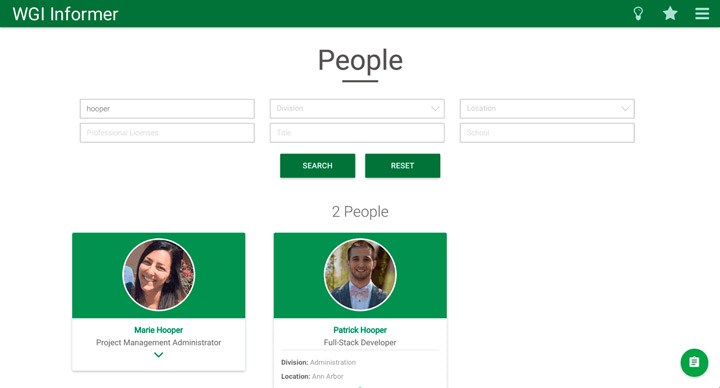 WGI Informer
People
hooper
Division
Location
Professional Licenses
Title
School
SEARCH
RESET
2 People
Marie Hooper
Project Management Administrator
Patrick Hooper
Full-Stack Developer
Division: Administration
Location: Ann Arbor